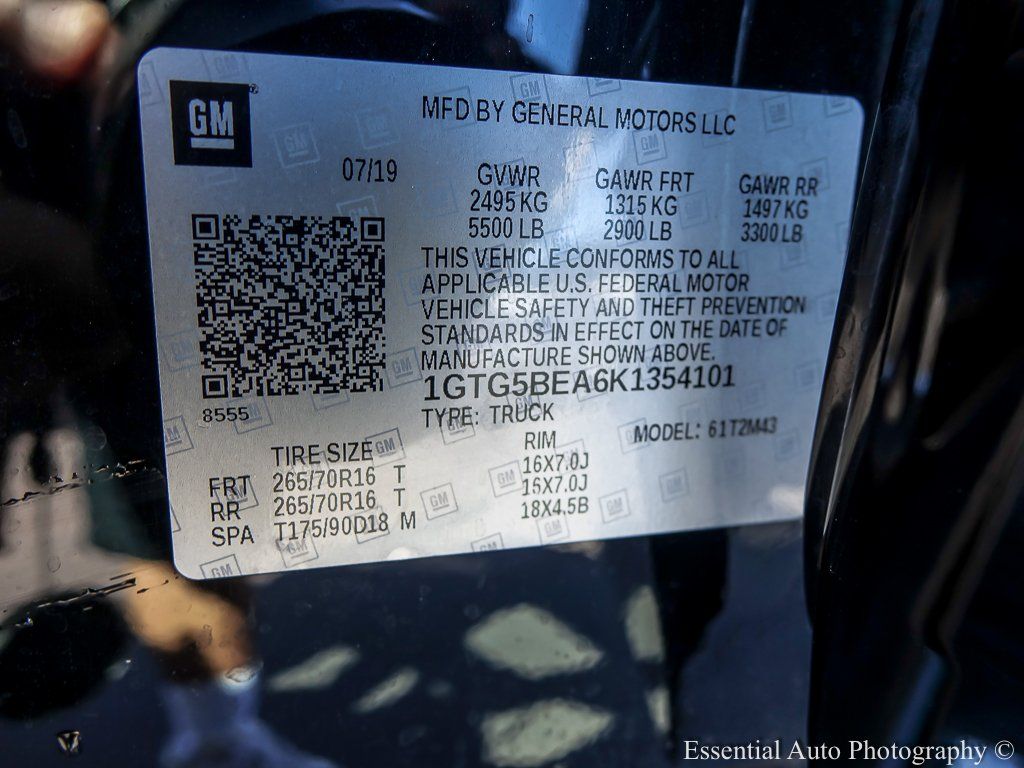 GM
MFD BY GENERAL MOTORS LLC
07/19
GVWR GAWR FRT GAWR RR
2495 KG 1315 KG 1497 KG
5500 LB 2900 LB 3300 LB
THIS VEHICLE CONFORMS TO ALL
APPLICABLE U.S. FEDERAL MOTOR
VEHICLE SAFETY AND THEFT PREVENTION
STANDARDS IN EFFECT ON THE DATE OF
MANUFACTURE SHOWN ABOVE.
1GTG5BEA6K1354101
8555
TYPE: TRUCK MODEL: 61T2M43
TIRE SIZE RIM
FRT 265/70R16 T 16X7.0J
RR 265/70R16 T 16X7.0J
SPA T175/90D18 M 18X4.5B
Essential Auto Photography ©